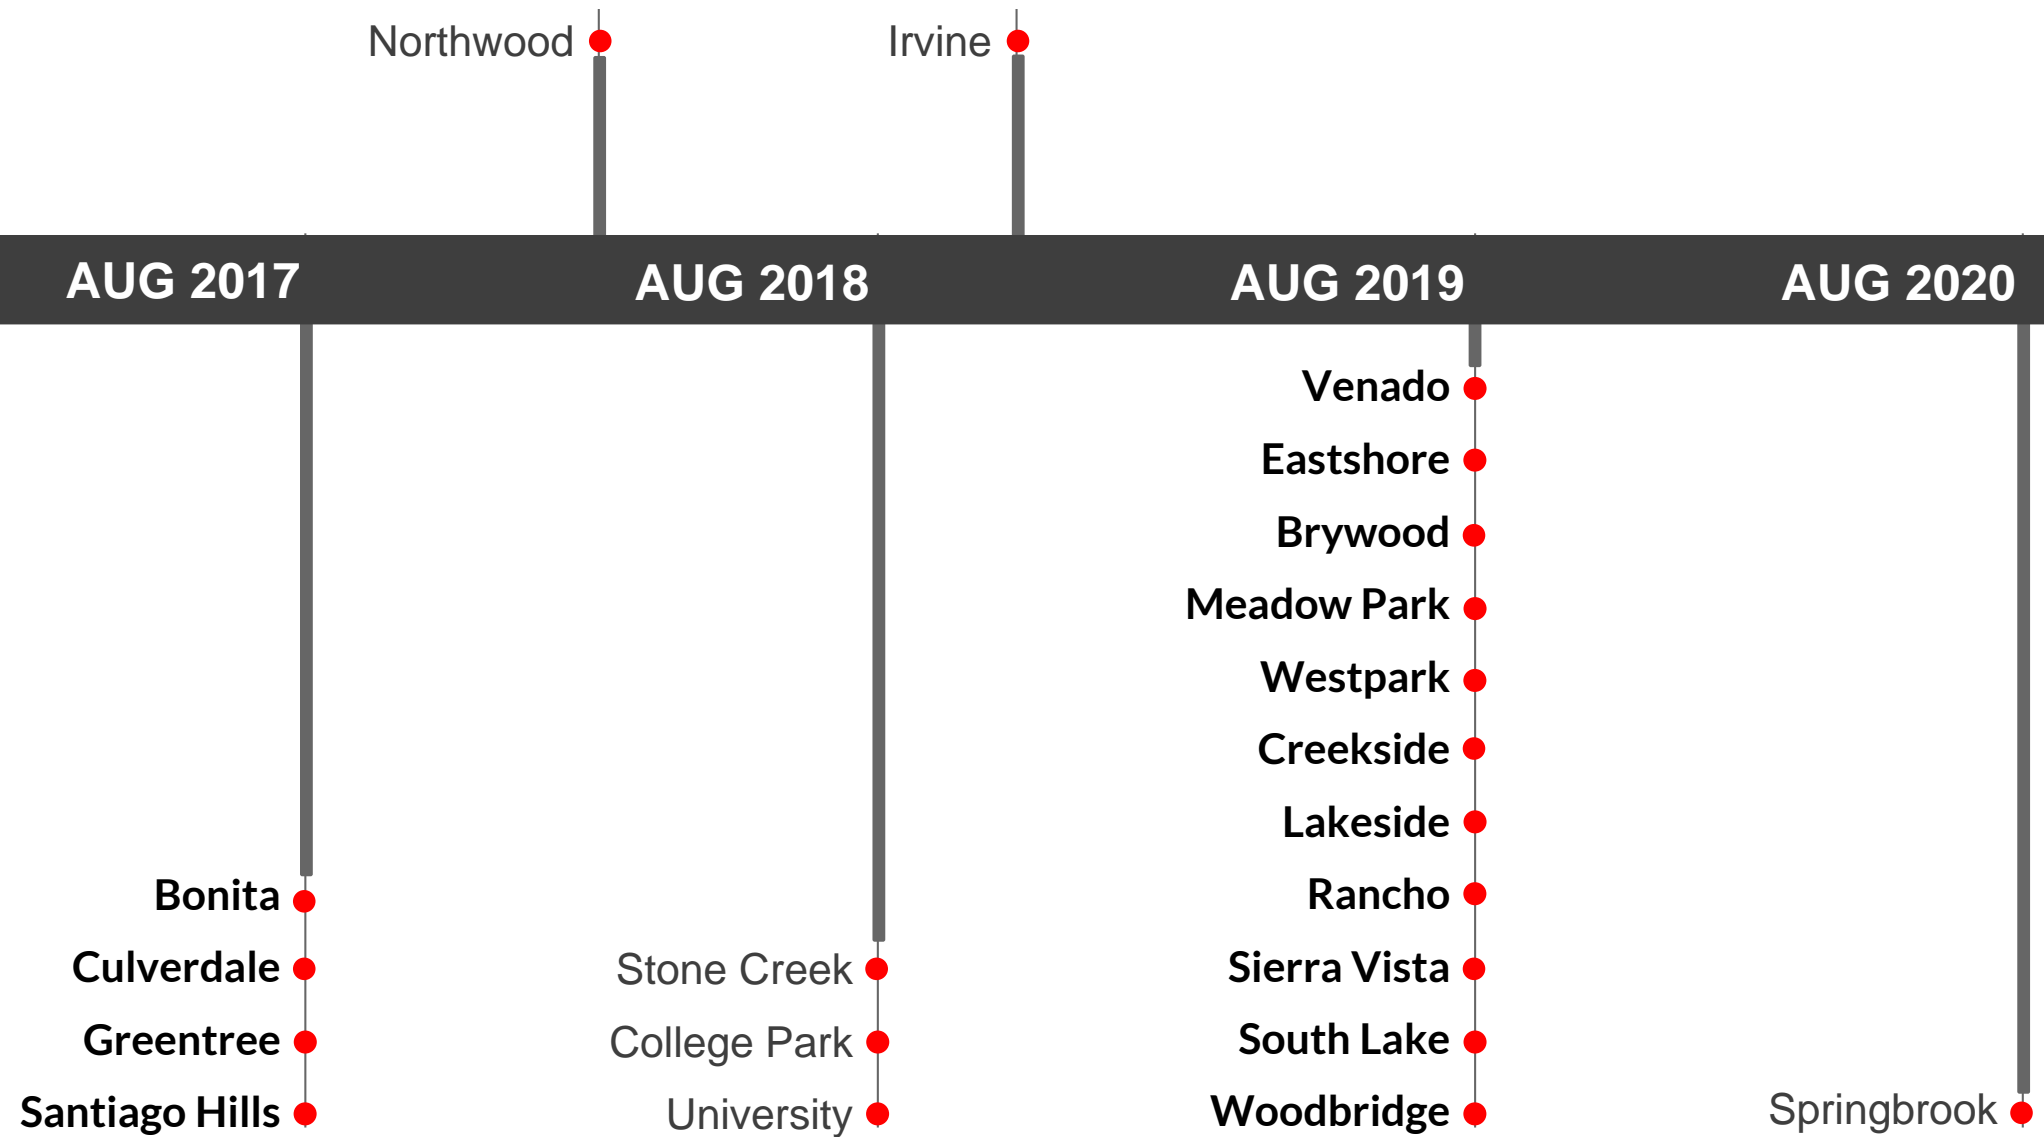 Northwood
Irvine
AUG 2017
AUG 2018
AUG 2019
AUG 2020
Bonita
Culverdale
Greentree
Santiago Hills
Stone Creek
College Park
University
Venado
Eastshore
Brywood
Meadow Park
Westpark
Creekside
Lakeside
Rancho
Sierra Vista
South Lake
Woodbridge
Springbrook